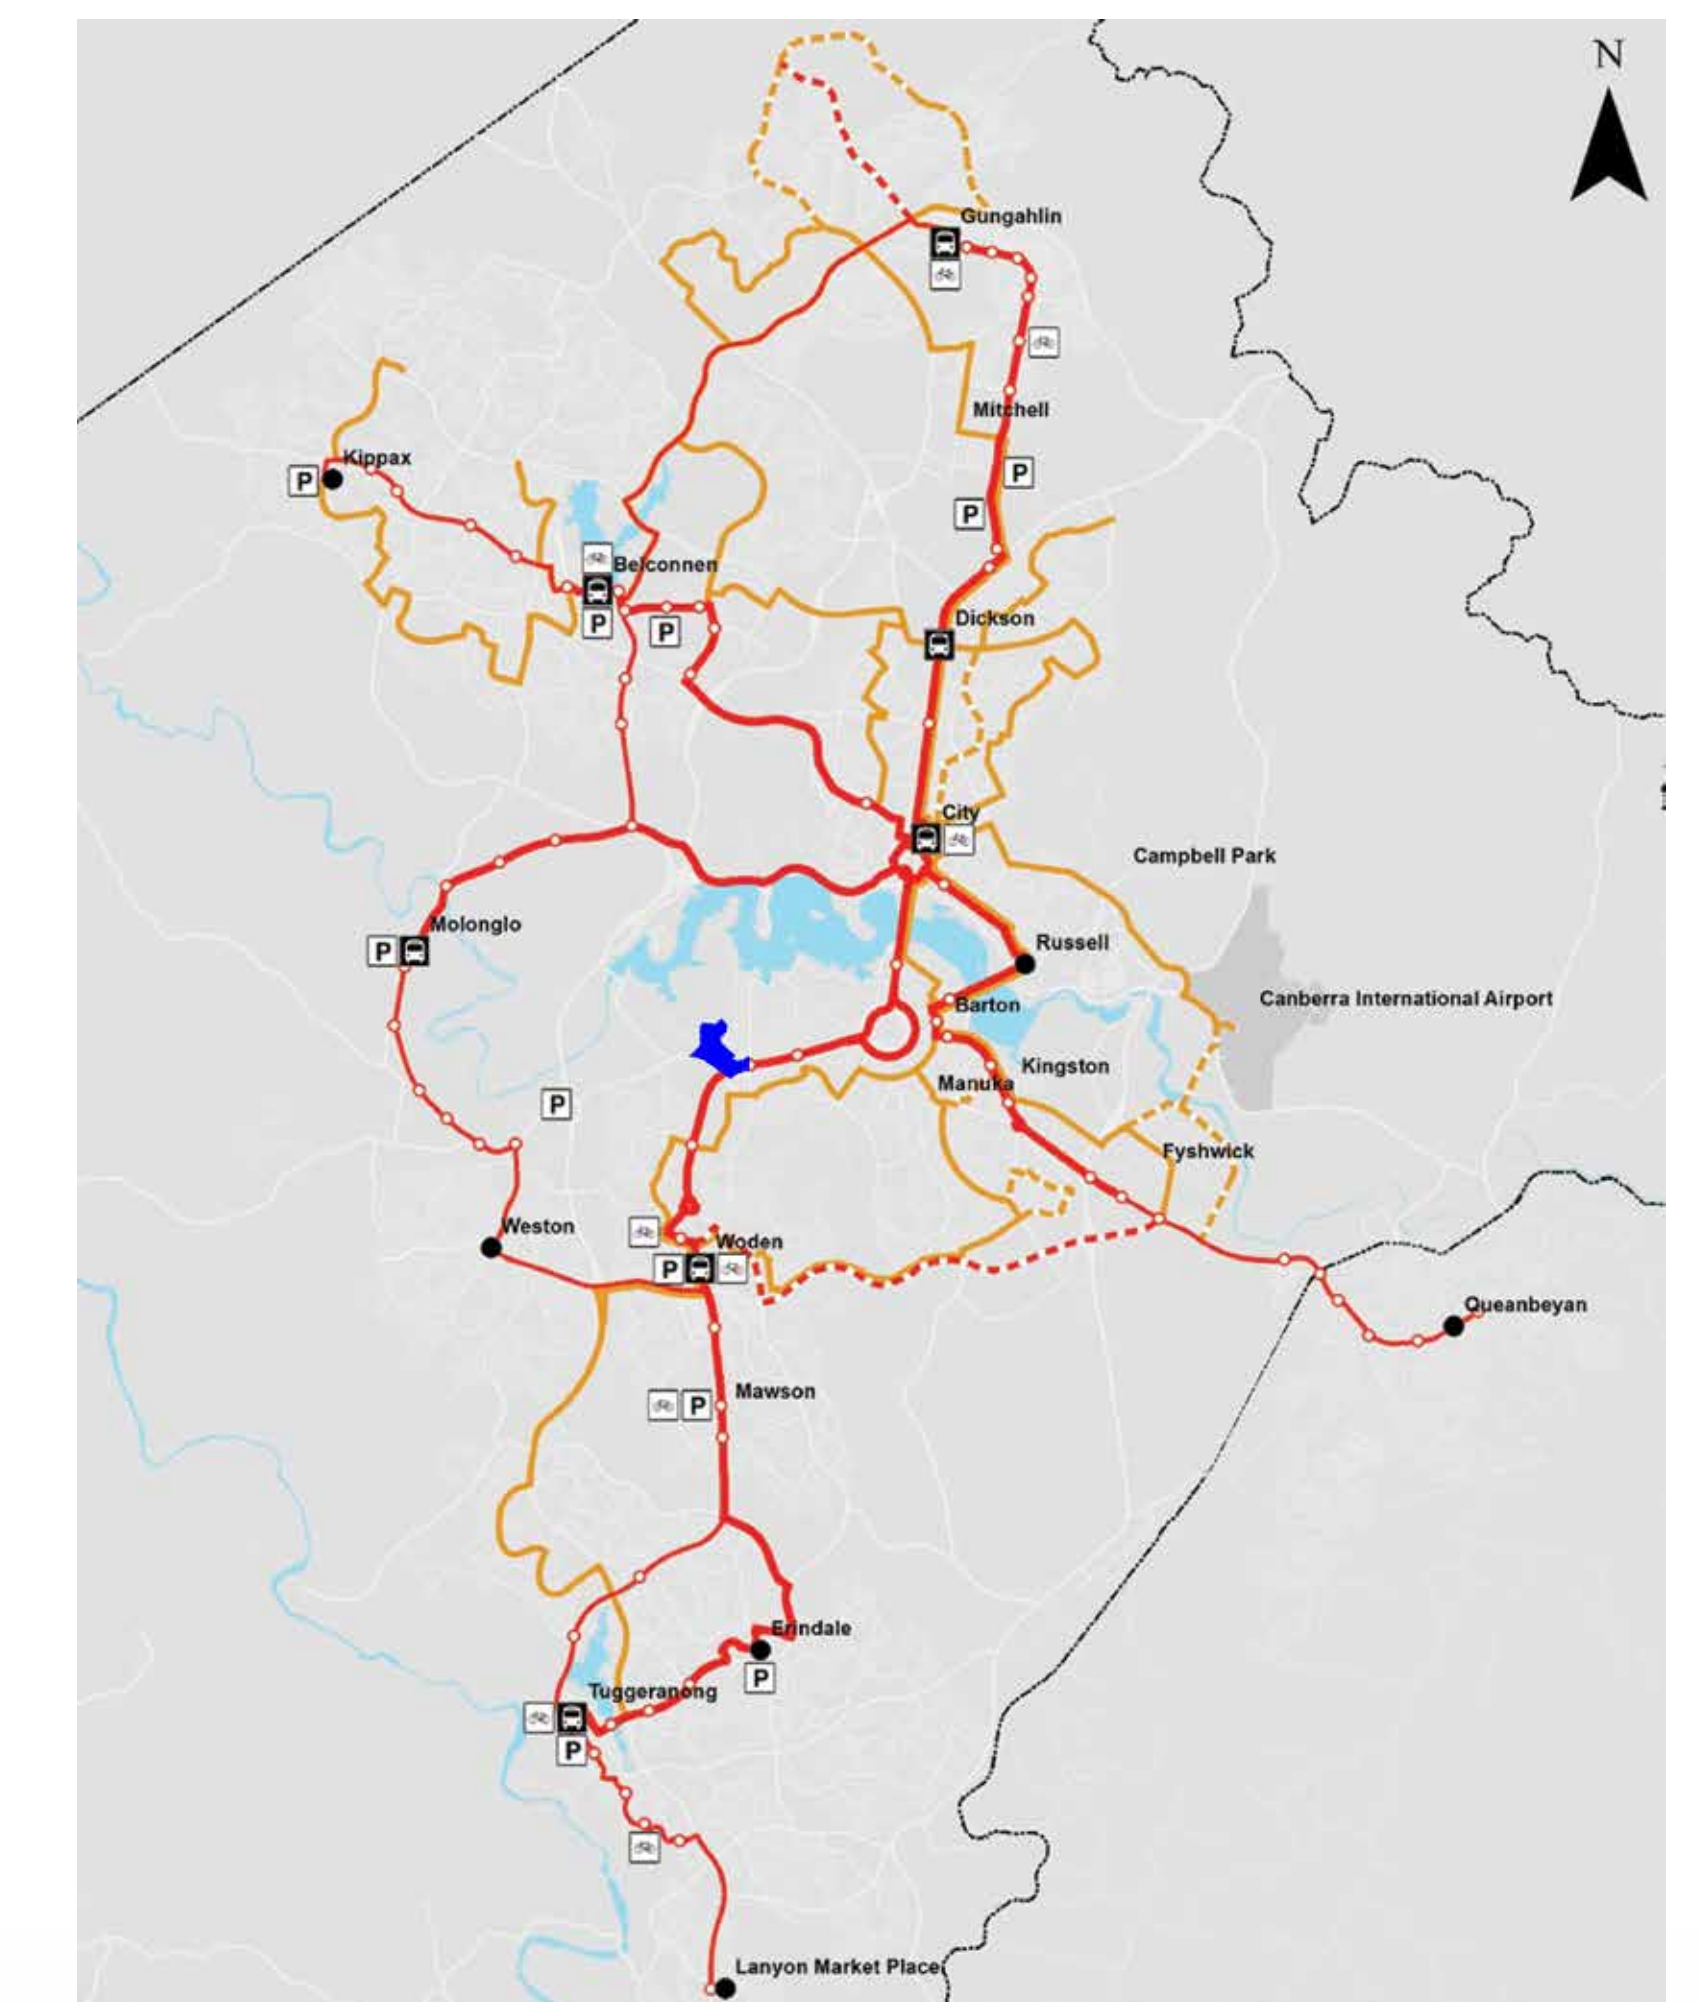 N
Gungahlin
Mitchell
Kippax
P
P
P
Belconnen
P
P
Dickson
City
Campbell Park
Molonglo
P
Russell
Canberra International Airport
Barton
Kingston
Manuka
P
Fyshwick
Weston
Woden
P
Queanbeyan
Mawson
P
Erindale
P
Tuggeranong
P
Lanyon Market Place